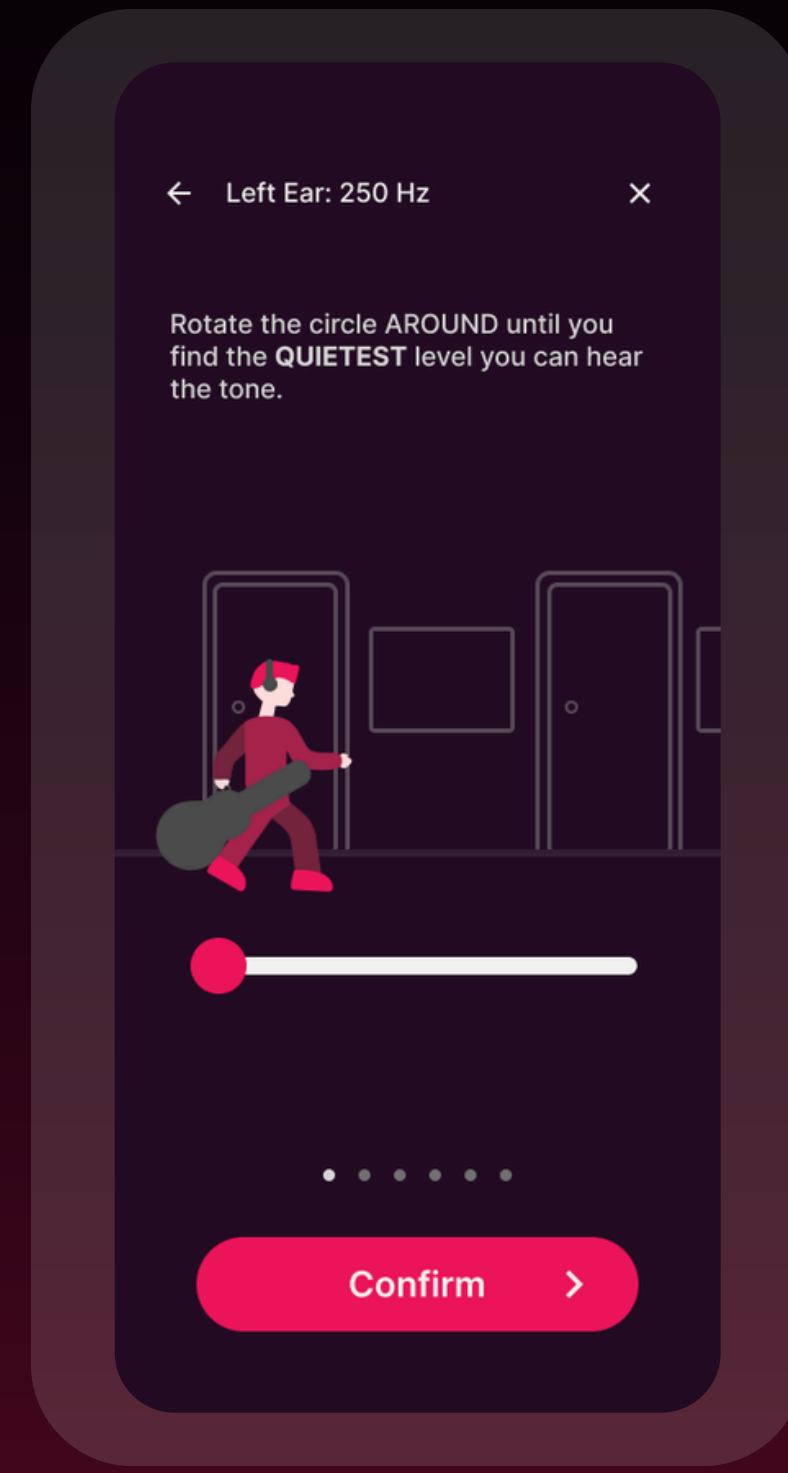 Left Ear: 250 Hz
Rotate the circle AROUND until you
find the QUIETEST level you can hear
the tone.
Confirm